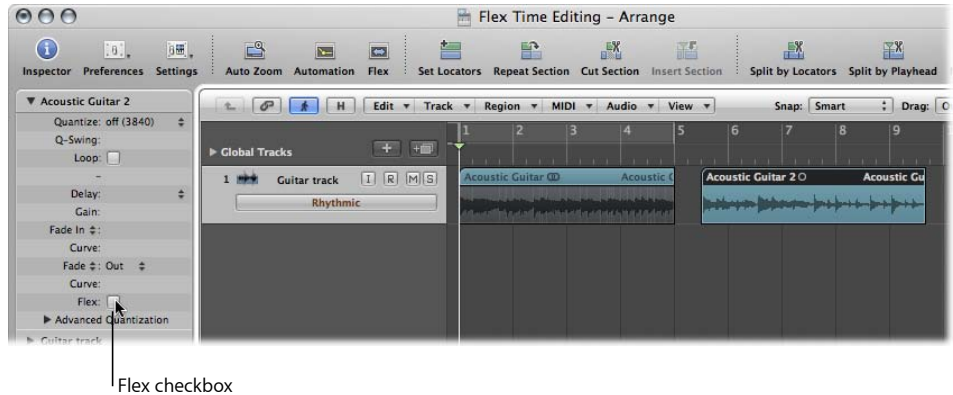 Flex Time Editing – Arrange
Inspector Preferences Settings Auto Zoom Automation Flex Set Locators Repeat Section Cut Section Insert Section Split by Locators Split by Playhead
Acoustic Guitar 2
Edit Track Region MIDI Audio View Snap: Smart Drag: O
H
Quantize: off (3840)
Q-Swing:
Loop:
–
Delay:
Gain:
Fade In:
Curve:
Fade: Out
Curve:
Flex:
Advanced Quantization
Guitar track
1 2 3 4 5 6 7 8 9
Global Tracks
1 Guitar track I R M S
Rhythmic
Acoustic Guitar Acoustic G
Acoustic Guitar 2 Acoustic Gu
Flex checkbox